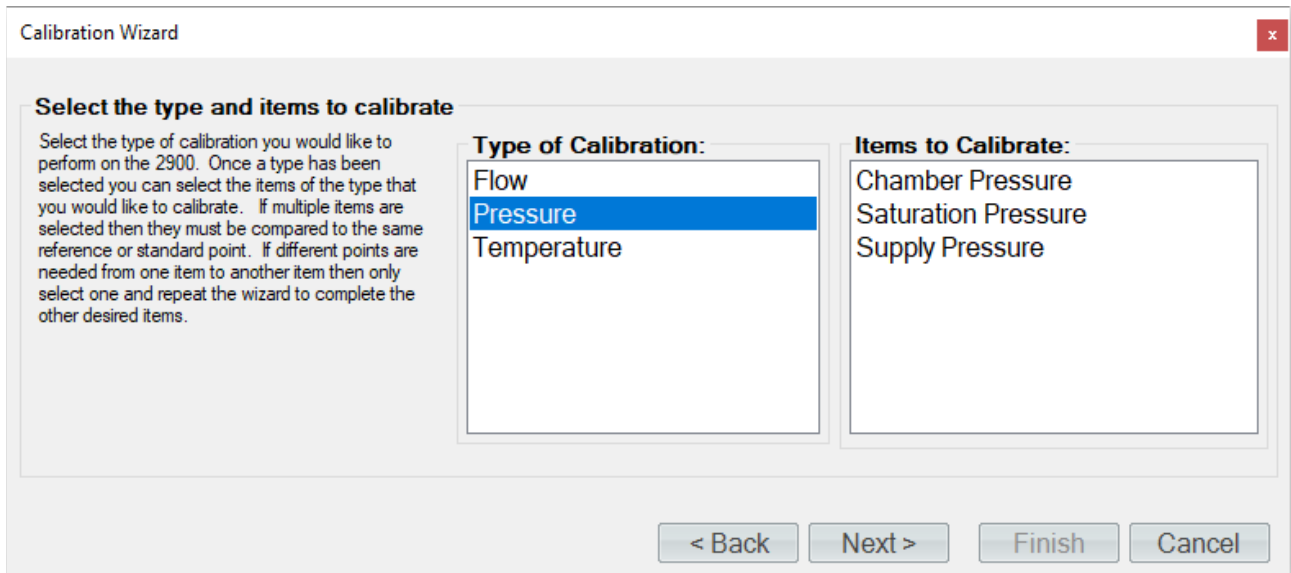 Calibration Wizard
x
Select the type and items to calibrate
Select the type of calibration you would like to
perform on the 2900. Once a type has been
selected you can select the items of the type that
you would like to calibrate. If multiple items are
selected then they must be compared to the same
reference or standard point. If different points are
needed from one item to another item then only
select one and repeat the wizard to complete the
other desired items.
Type of Calibration:
Flow
Pressure
Temperature
Items to Calibrate:
Chamber Pressure
Saturation Pressure
Supply Pressure
< Back
Next >
Finish
Cancel